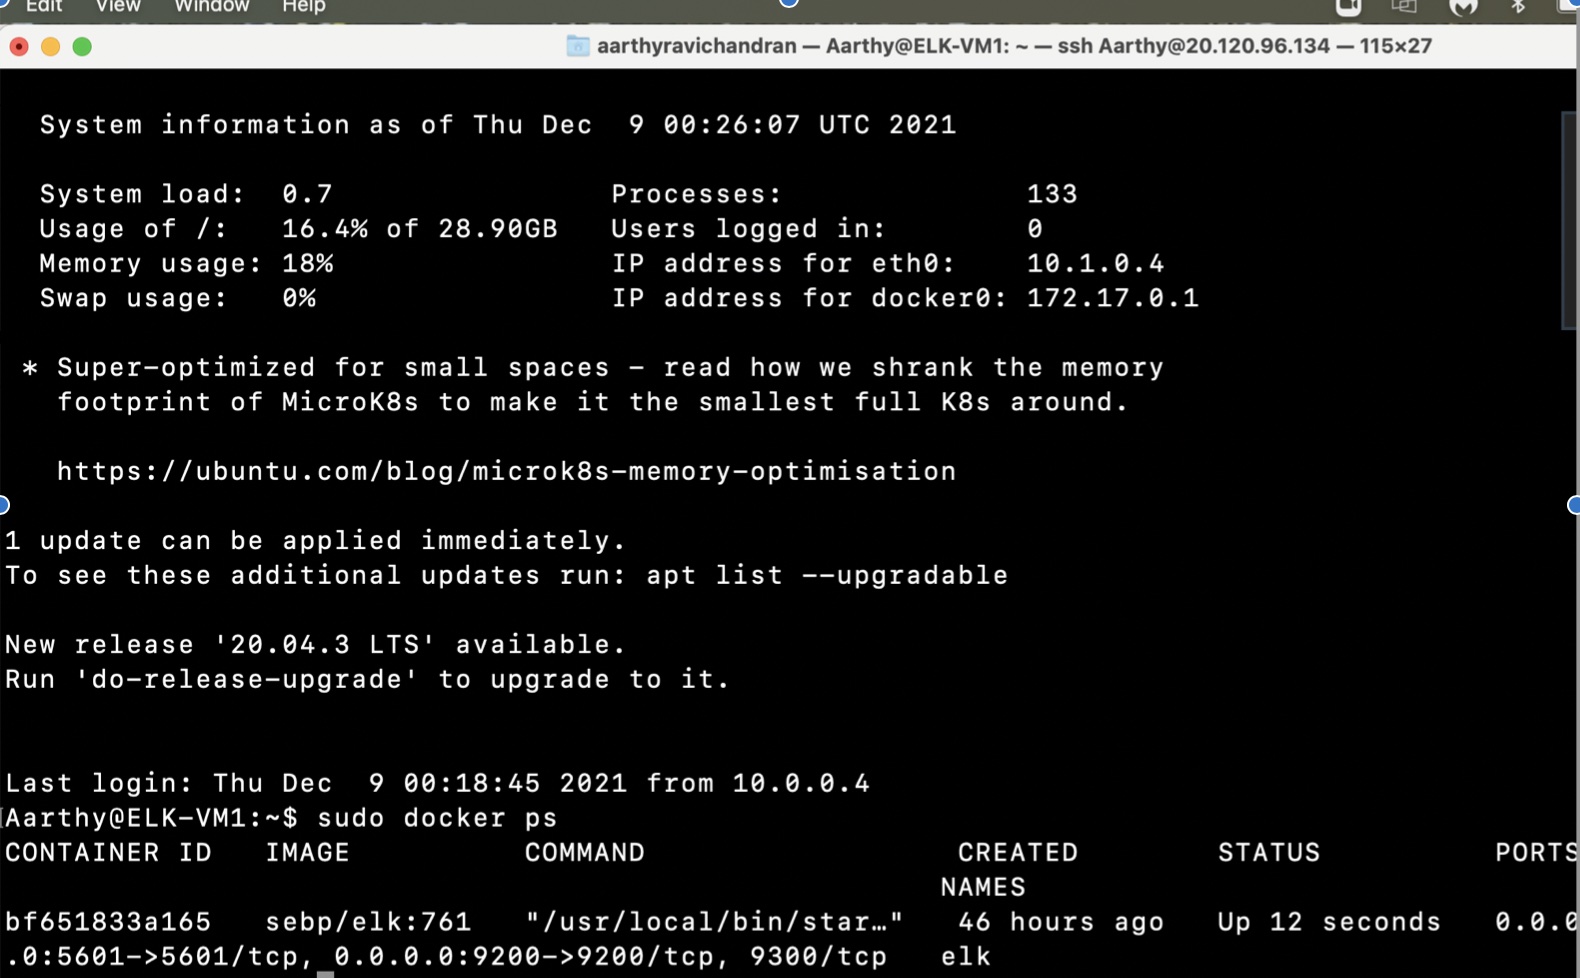 Edit View Window Help
aarthyravichandran — Aarthy@ELK-VM1: ~ — ssh Aarthy@20.120.96.134 — 115×27
System information as of Thu Dec  9 00:26:07 UTC 2021
System load:  0.7                Processes:              133
Usage of /:   16.4% of 28.90GB   Users logged in:        0
Memory usage: 18%                IP address for eth0:    10.1.0.4
Swap usage:   0%                 IP address for docker0: 172.17.0.1
* Super-optimized for small spaces - read how we shrank the memory
footprint of MicroK8s to make it the smallest full K8s around.
https://ubuntu.com/blog/microk8s-memory-optimisation
1 update can be applied immediately.
To see these additional updates run: apt list --upgradable
New release '20.04.3 LTS' available.
Run 'do-release-upgrade' to upgrade to it.
Last login: Thu Dec  9 00:18:45 2021 from 10.0.0.4
Aarthy@ELK-VM1:~$ sudo docker ps
CONTAINER ID   IMAGE          COMMAND                  CREATED        STATUS          PORTS
NAMES
bf651833a165   sebp/elk:761   "/usr/local/bin/star…"   46 hours ago   Up 12 seconds   0.0.0
.0:5601->5601/tcp, 0.0.0.0:9200->9200/tcp, 9300/tcp   elk